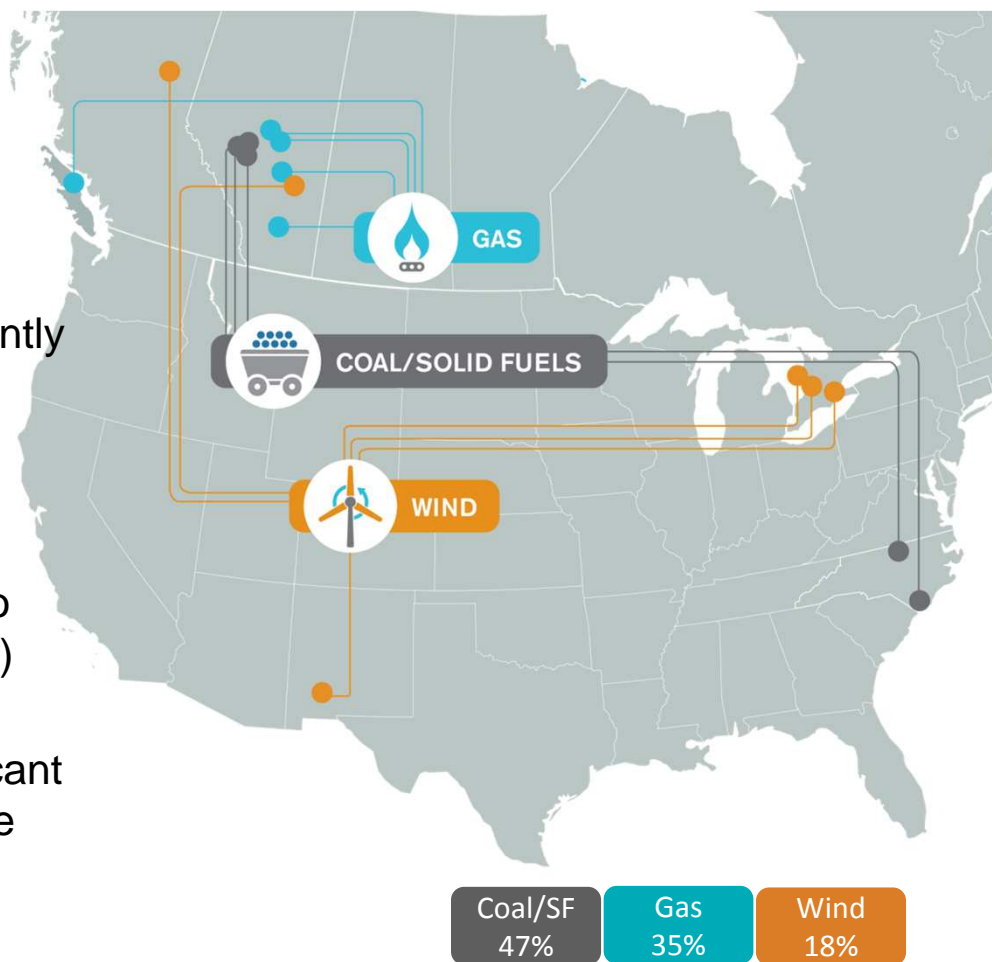 GAS
ntly
COAL/SOLID FUELS
WIND
)
cant
e
Coal/SF
47%
Gas
35%
Wind
18%